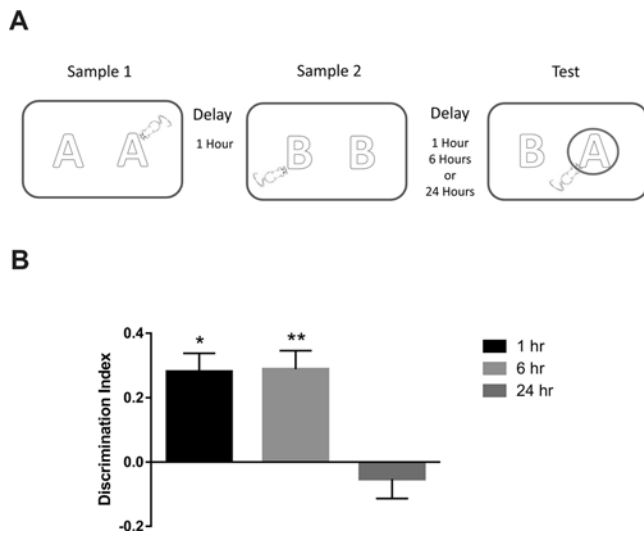 A
Sample 1
Sample 2
Test
A A
Delay
1 Hour
B B
Delay
1 Hour
6 Hours
or
24 Hours
B A
B
Discrimination Index
0.4
0.2
0.0
-0.2
*
**
1 hr
6 hr
24 hr